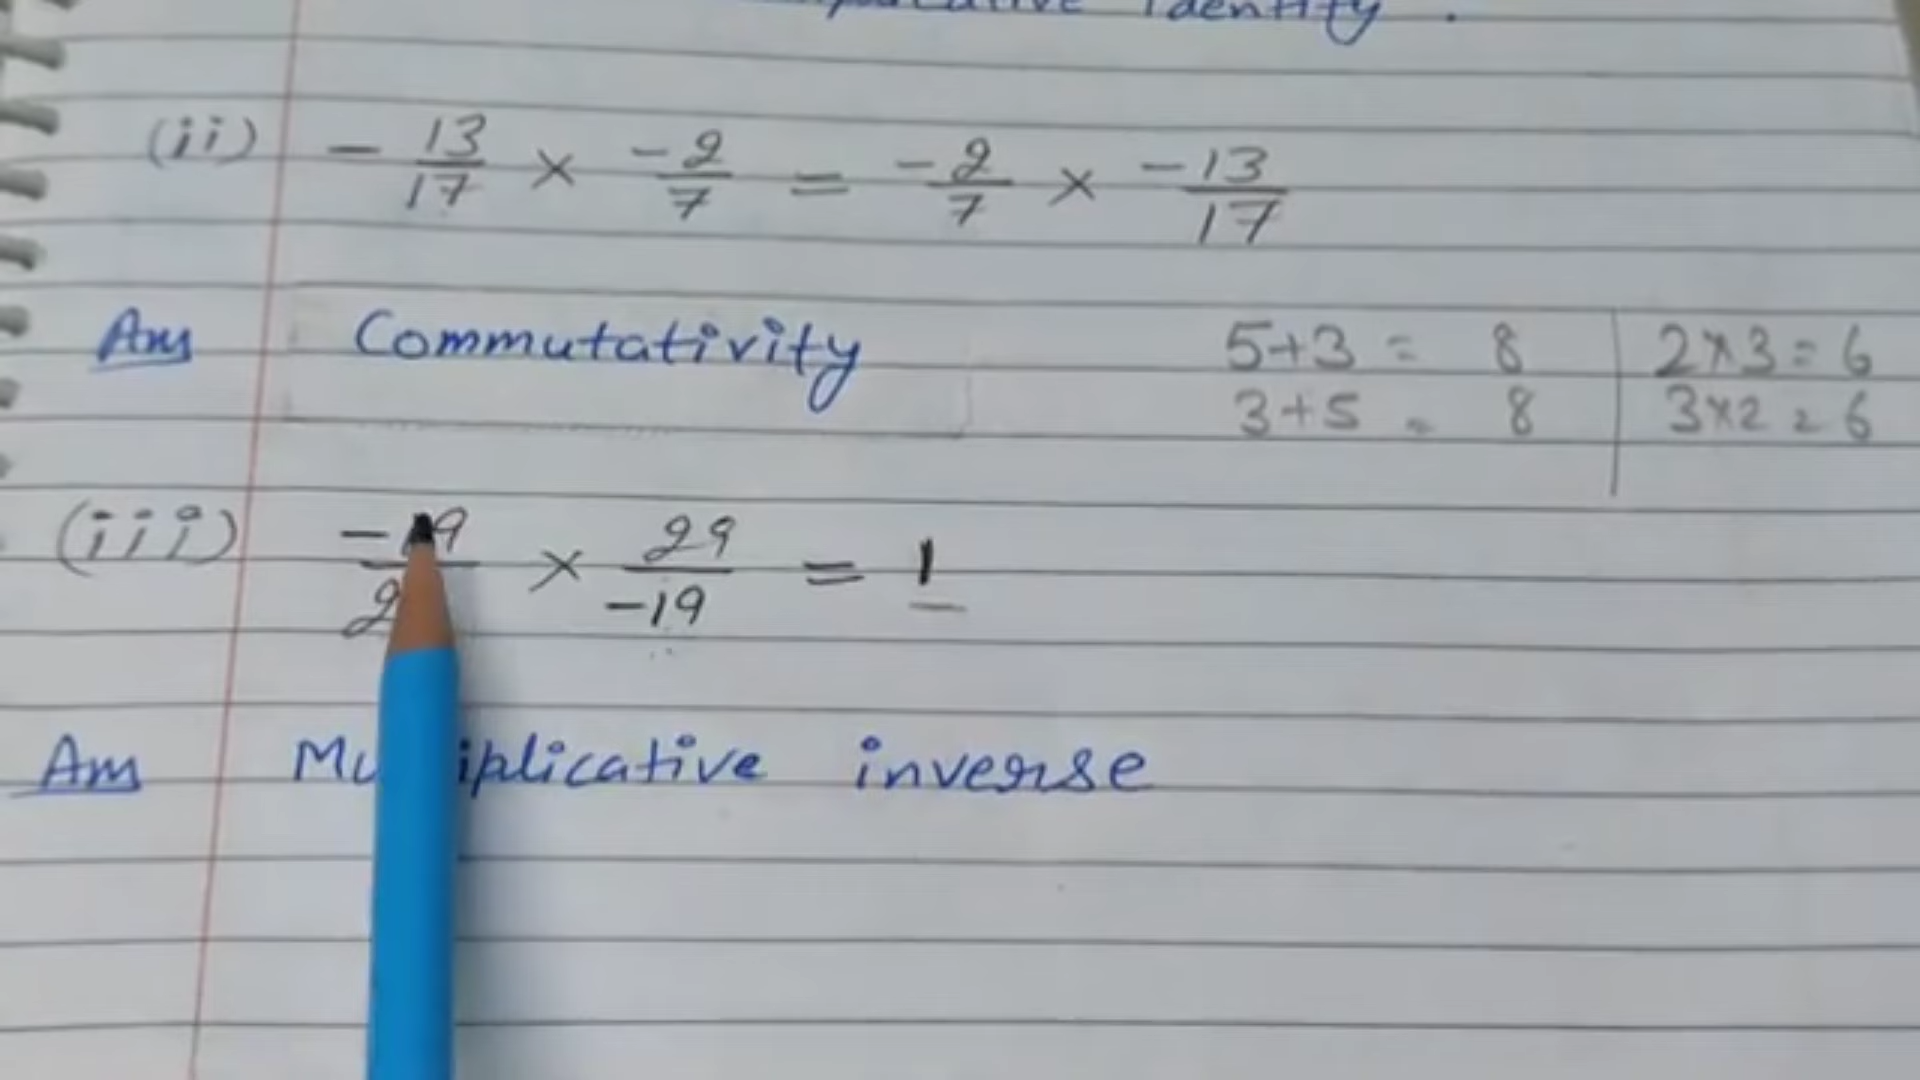 Identity.
(ii) - 13/17 × -2/7 = -2/7 × -13/17
Ans Commutativity
5+3 = 8 | 2×3=6
3+5 = 8 | 3×2=6
(iii) × 29/-19 = 1
Ans inverse